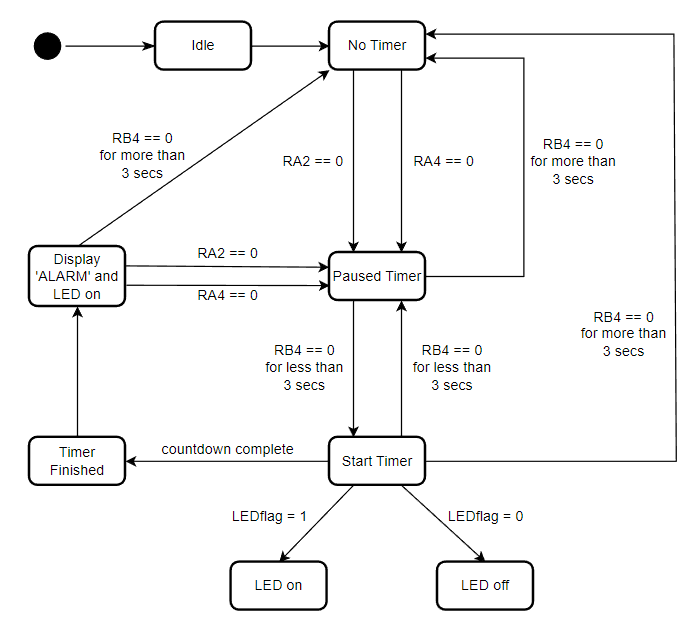 Idle
No Timer
RB4 == 0
for more than
3 secs
RA2 == 0
RA4 == 0
RB4 == 0
for more than
3 secs
Display
'ALARM' and
LED on
RA2 == 0
RA4 == 0
Paused Timer
RB4 == 0
for more than
3 secs
RB4 == 0
for less than
3 secs
RB4 == 0
for less than
3 secs
Timer
Finished
countdown complete
Start Timer
LEDflag = 1
LEDflag = 0
LED on
LED off